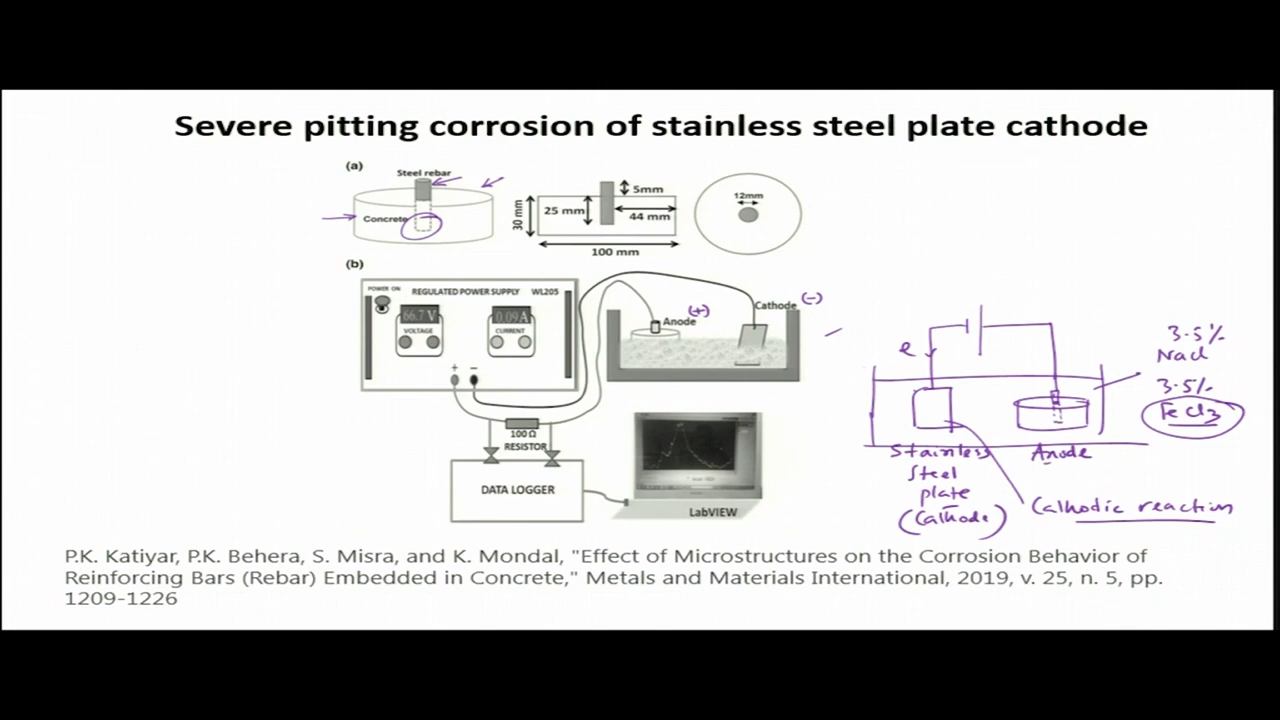 Severe pitting corrosion of stainless steel plate cathode
(a)
Steel rebar
Concrete
30 mm
25 mm
5mm
44 mm
100 mm
12mm
(b)
POWER ON
REGULATED POWER SUPPLY WL205
66.7 V
0.09A
VOLTAGE
CURRENT
+ −
100 Ω
RESISTOR
DATA LOGGER
LabVIEW
Anode (+)
Cathode (-)
e
3.5%
Nacl
3.5%
FeCl3
Stainless
Steel
plate
(Cathode)
Anode
Cathodic reaction
P.K. Katiyar, P.K. Behera, S. Misra, and K. Mondal, "Effect of Microstructures on the Corrosion Behavior of
Reinforcing Bars (Rebar) Embedded in Concrete," Metals and Materials International, 2019, v. 25, n. 5, pp.
1209-1226